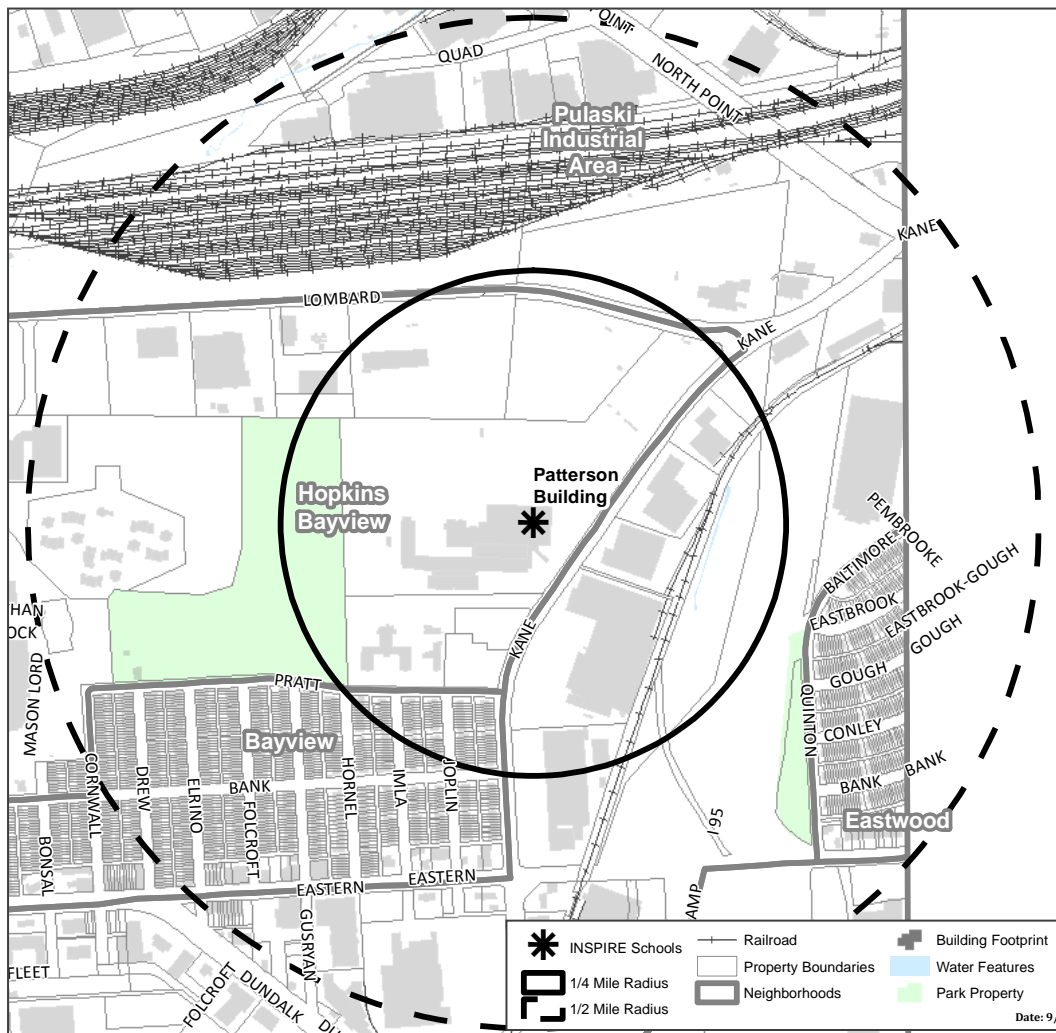 POINT
QUAD
NORTH POINT
Pulaski
Industrial
Area
KANE
LOMBARD
KANE
Patterson
Building
Hopkins
Bayview
PEMBROOKE
BALTIMORE
EASTBROOK
EASTBROOK-GOUGH
GOUGH
GOUGH
THAN
OCK
MASON LORD
KANE
PRATT
QUINTON
CONLEY
Bayview
CORNWALL
DREW
ELRINO
BANK
FOLCROFT
HORNEL
IMLA
JOPLIN
BANK
BANK
I 95
Eastwood
BONSAL
EASTERN
EASTERN
AMP
GUSRYAN
FLEET
FOLCROFT
DUNDALK
INSPIRE Schools
1/4 Mile Radius
1/2 Mile Radius
Railroad
Property Boundaries
Neighborhoods
Building Footprint
Water Features
Park Property
Date: 9/